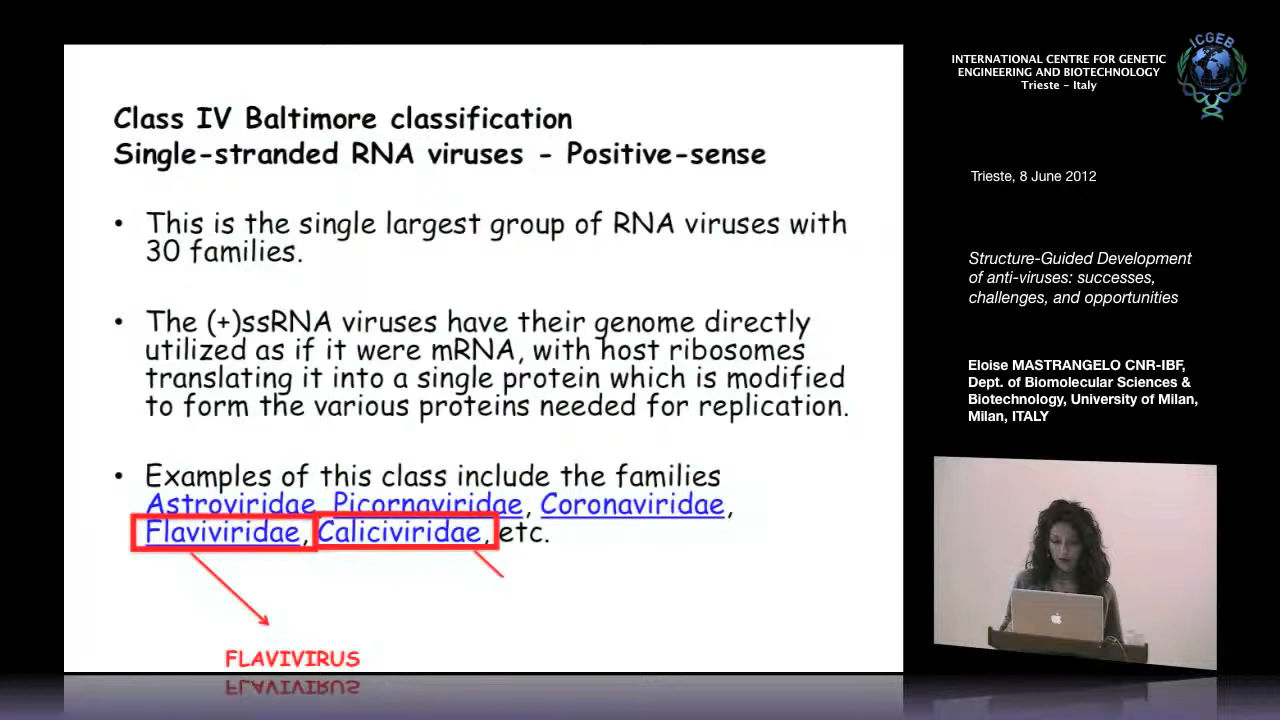 Class IV Baltimore classification
Single-stranded RNA viruses - Positive-sense
• This is the single largest group of RNA viruses with
30 families.
• The (+)ssRNA viruses have their genome directly
utilized as if it were mRNA, with host ribosomes
translating it into a single protein which is modified
to form the various proteins needed for replication.
• Examples of this class include the families
Astroviridae, Picornaviridae, Coronaviridae,
Flaviviridae, Caliciviridae, etc.
FLAVIVIRUS
ICGEB
INTERNATIONAL CENTRE FOR GENETIC
ENGINEERING AND BIOTECHNOLOGY
Trieste - Italy
Trieste, 8 June 2012
Structure-Guided Development
of anti-viruses: successes,
challenges, and opportunities
Eloise MASTRANGELO CNR-IBF,
Dept. of Biomolecular Sciences &
Biotechnology, University of Milan,
Milan, ITALY